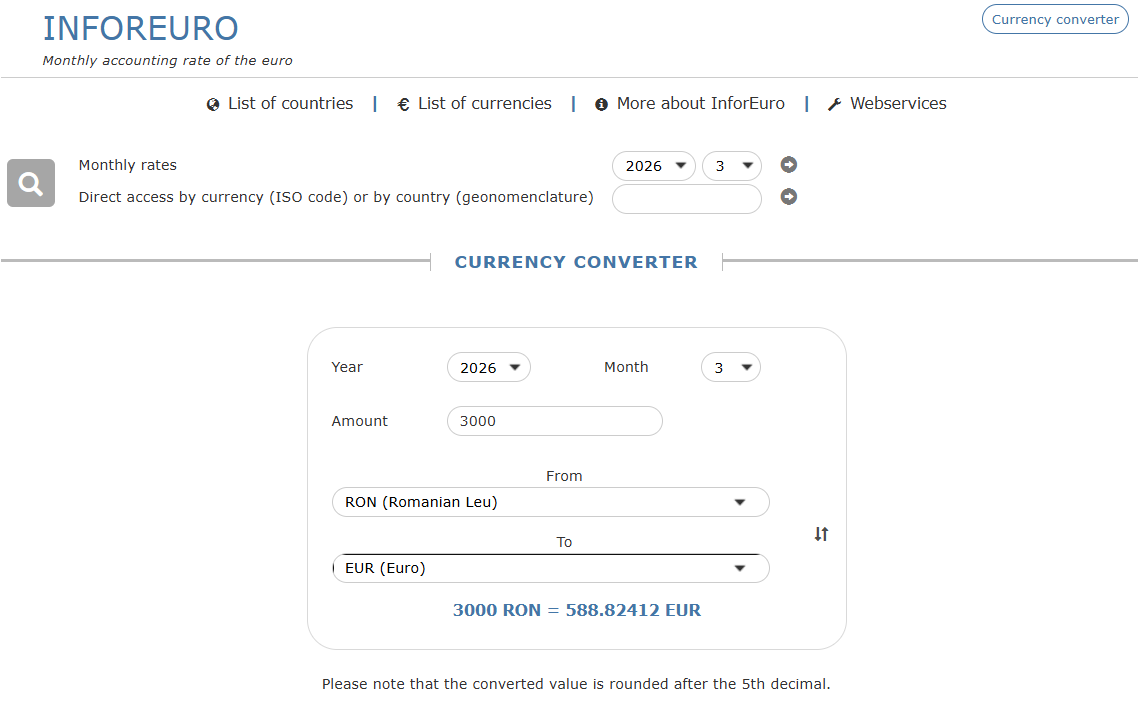 INFOREURO
Currency converter
Monthly accounting rate of the euro
List of countries | € List of currencies | More about InforEuro | Webservices
Monthly rates 2026 3
Direct access by currency (ISO code) or by country (geonomenclature)
CURRENCY CONVERTER
Year 2026 Month 3
Amount 3000
From
RON (Romanian Leu)
To
EUR (Euro)
3000 RON = 588.82412 EUR
Please note that the converted value is rounded after the 5th decimal.